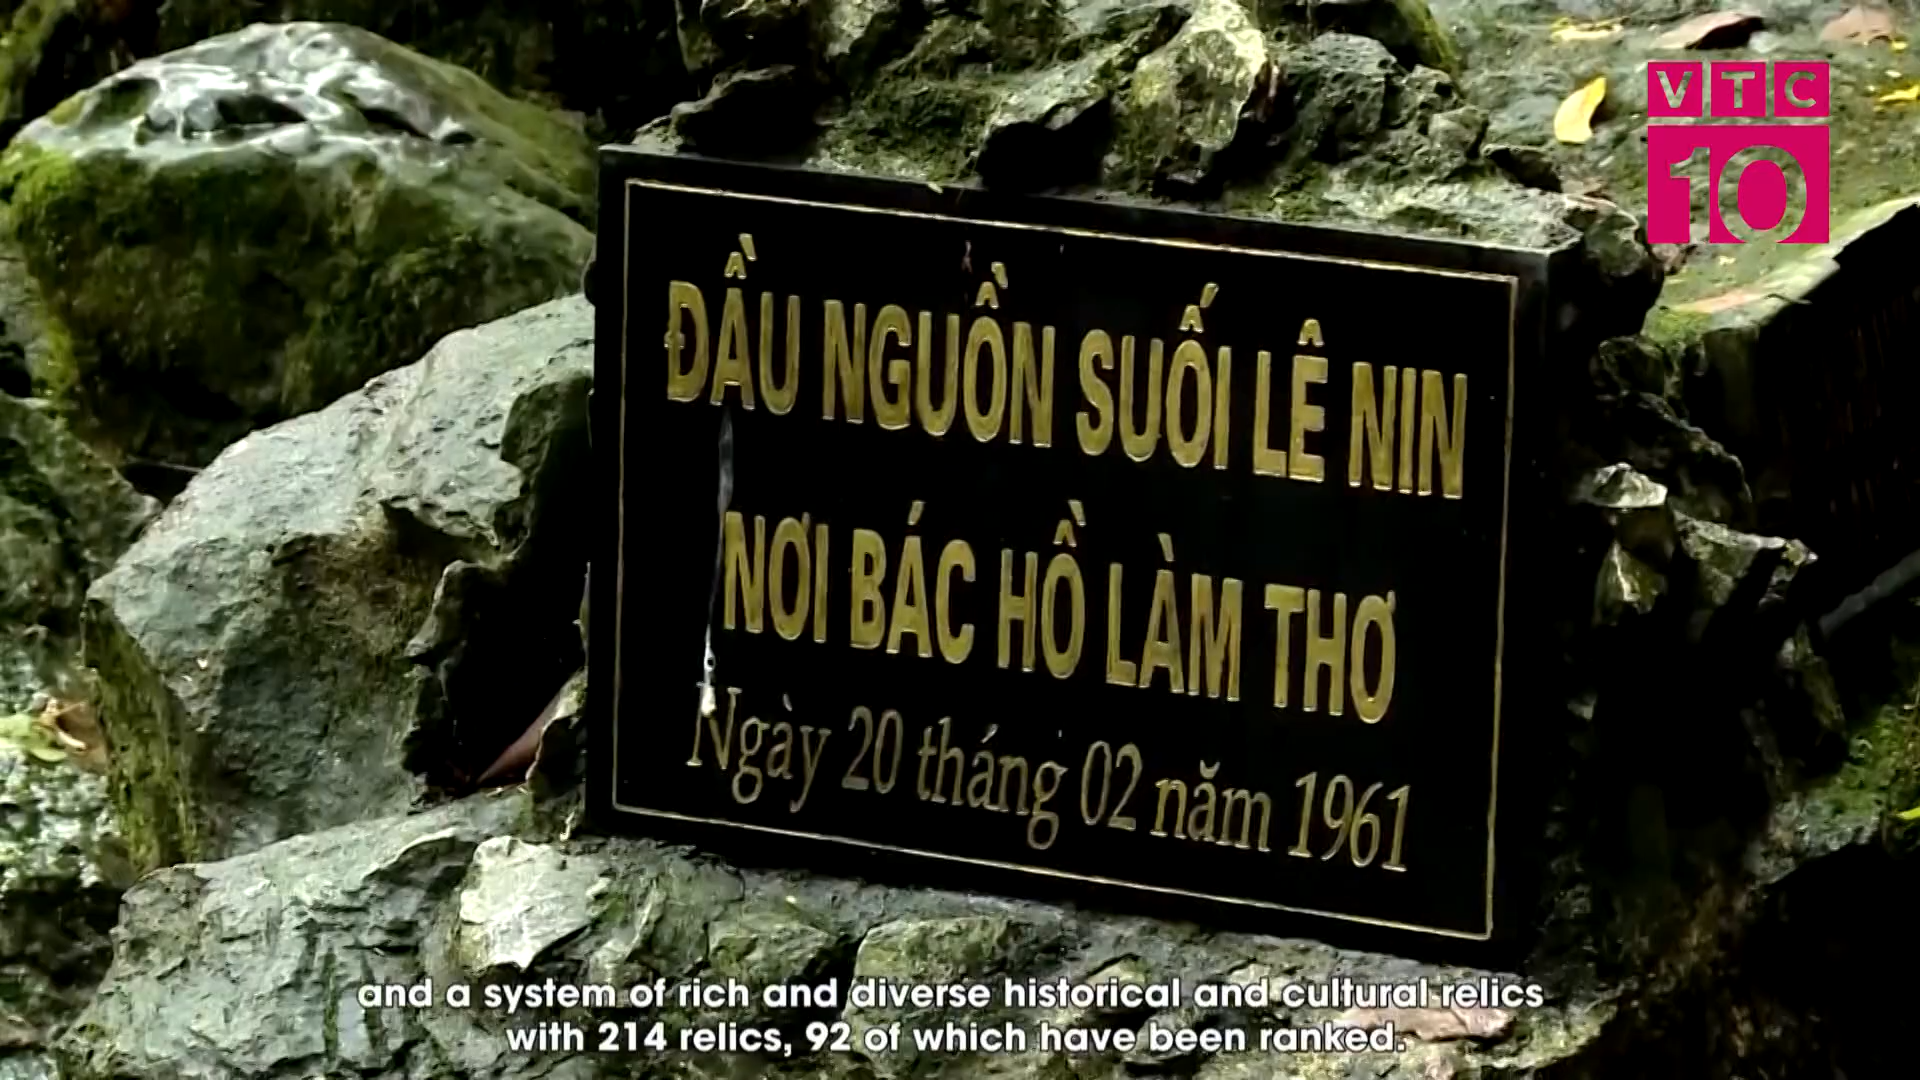 VTC
10
ĐẦU NGUỒN SUỐI LÊ NIN
NƠI BÁC HỒ LÀM THƠ
Ngày 20 tháng 02 năm 1961
and a system of rich and diverse historical and cultural relics
with 214 relics, 92 of which have been ranked.